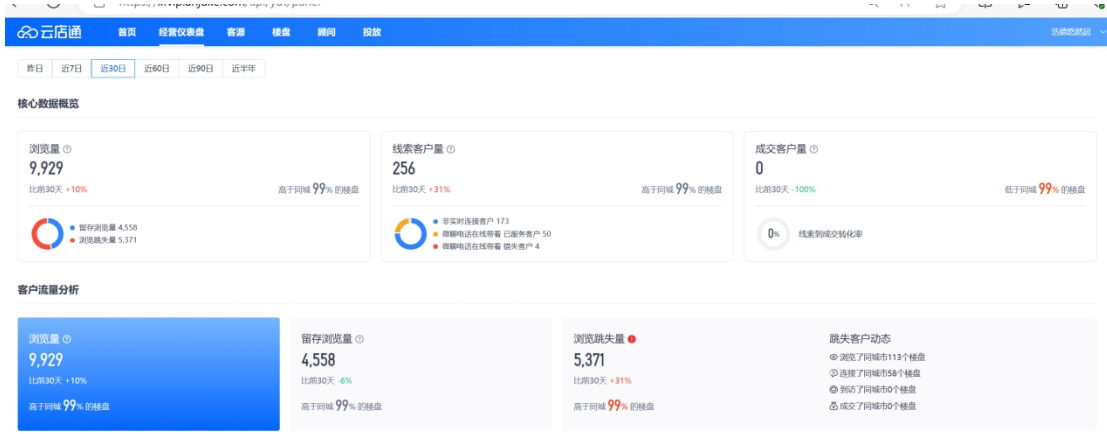 云店通 首页 经营仪表盘 客源 楼盘 顾问 投放
昨日 近7日 近30日 近60日 近90日 近半年
核心数据概览
浏览量 线索客户量 成交客户量
9,929 256 0
比前30天 +10% 高于同城 99% 的楼盘 比前30天 +31% 高于同城 99% 的楼盘 比前30天 -100% 低于同城 99% 的楼盘
留存浏览量 4,558
浏览跳失量 5,371
非实时连接客户 173
微聊电话在线带看 已服务客户 50
微聊电话在线带看 错失客户 4
0% 线索到成交转化率
客户流量分析
浏览量 留存浏览量 浏览跳失量 跳失客户动态
9,929 4,558 5,371
比前30天 +10% 比前30天 -6% 比前30天 +31%
高于同城 99% 的楼盘 高于同城 99% 的楼盘 高于同城 99% 的楼盘
浏览了同城市113个楼盘
连接了同城市58个楼盘
到访了同城市0个楼盘
成交了同城市0个楼盘